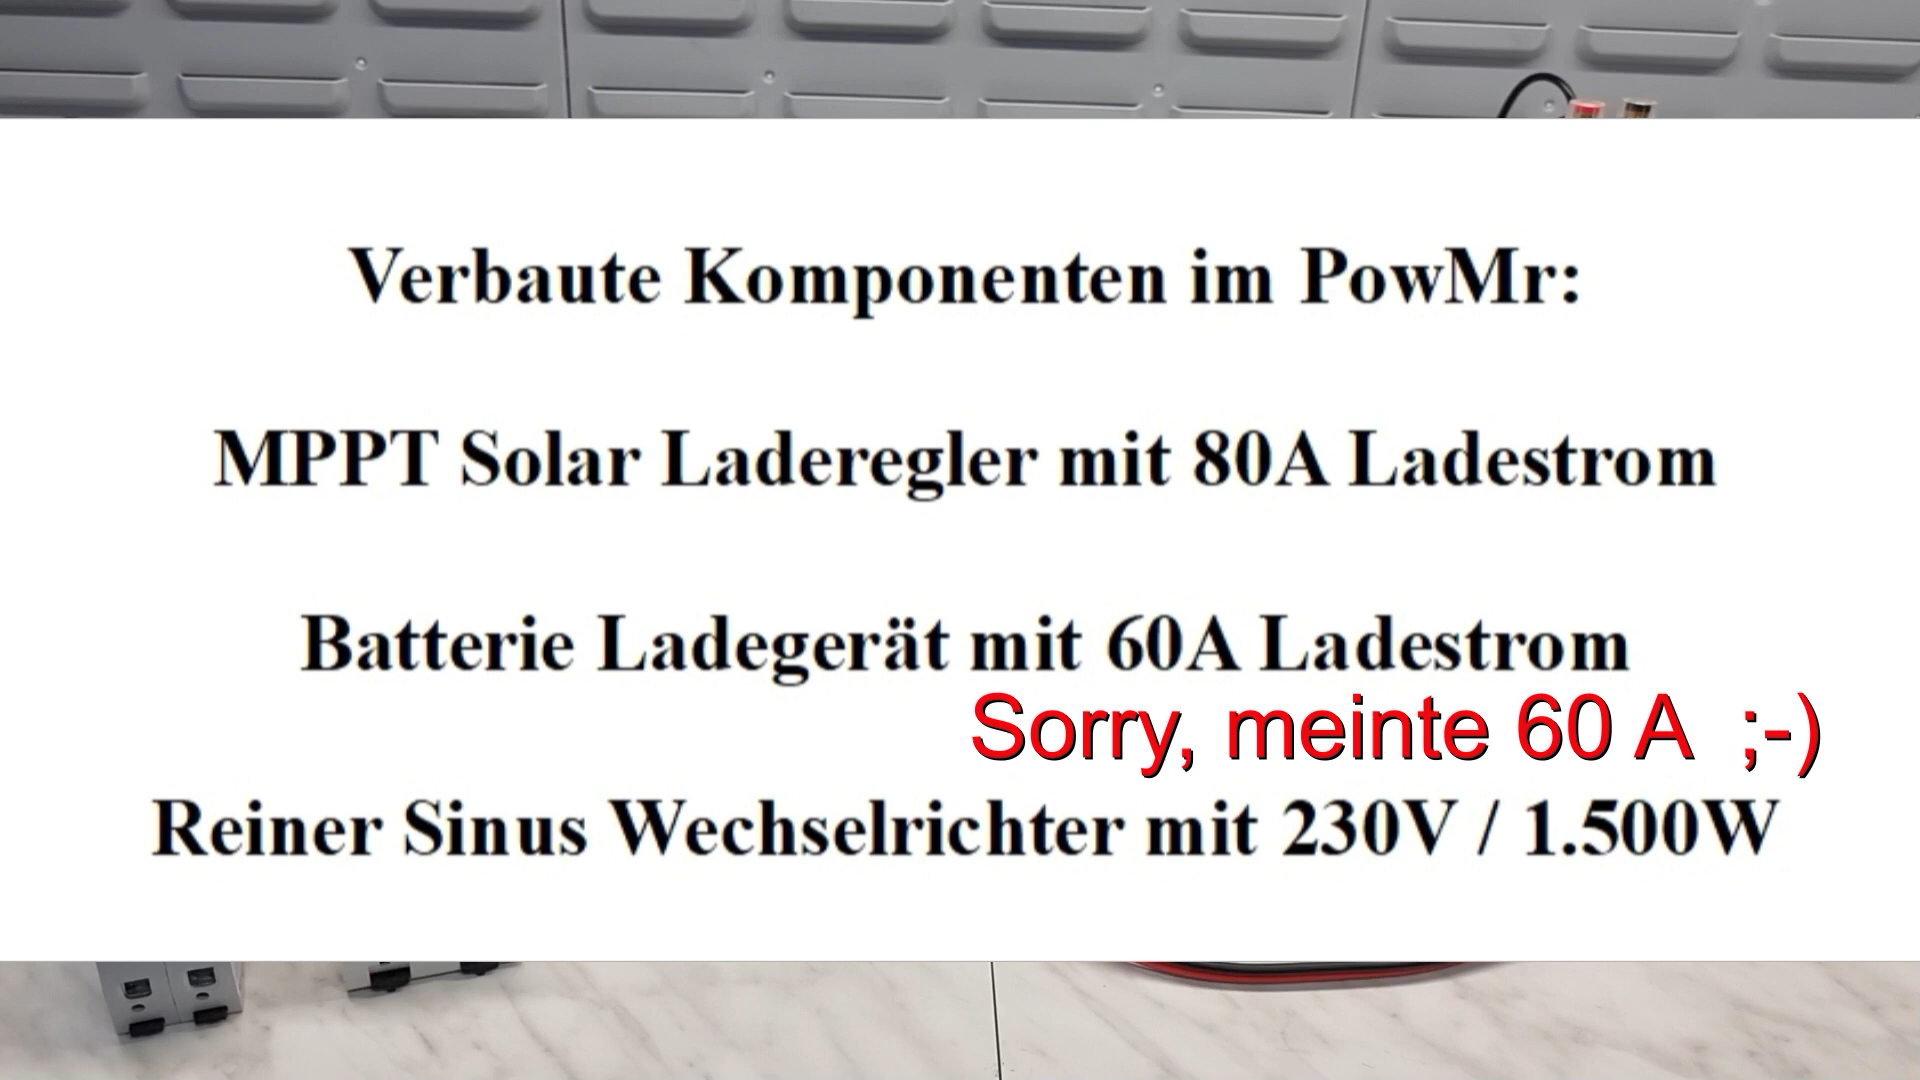 Verbaute Komponenten im PowMr:
MPPT Solar Laderegler mit 80A Ladestrom
Batterie Ladegerät mit 60A Ladestrom
Sorry, meinte 60 A ;-)
Reiner Sinus Wechselrichter mit 230V / 1.500W